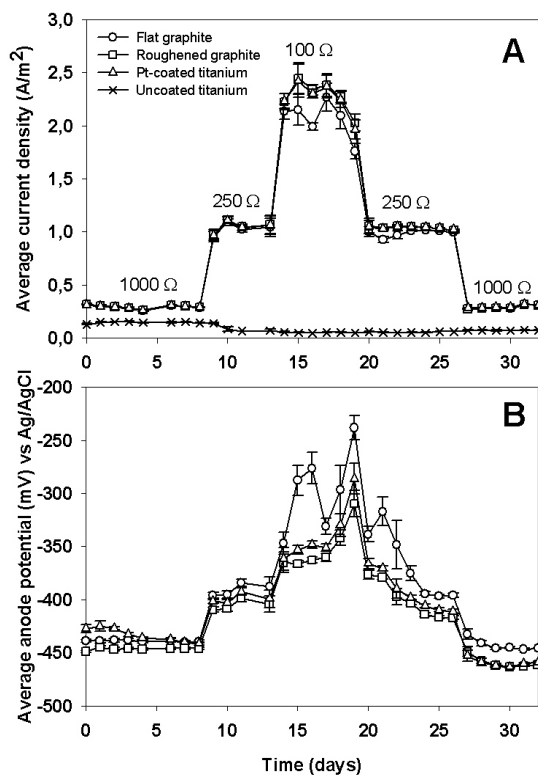 A
Flat graphite
Roughened graphite
Pt-coated titanium
Uncoated titanium
100 Ω
250 Ω
250 Ω
1000 Ω
1000 Ω
Average current density (A/m²)
3,0
2,5
2,0
1,5
1,0
0,5
0,0
0 5 10 15 20 25 30
B
Average anode potential (mV) vs Ag/AgCl
-200
-250
-300
-350
-400
-450
-500
0 5 10 15 20 25 30
Time (days)